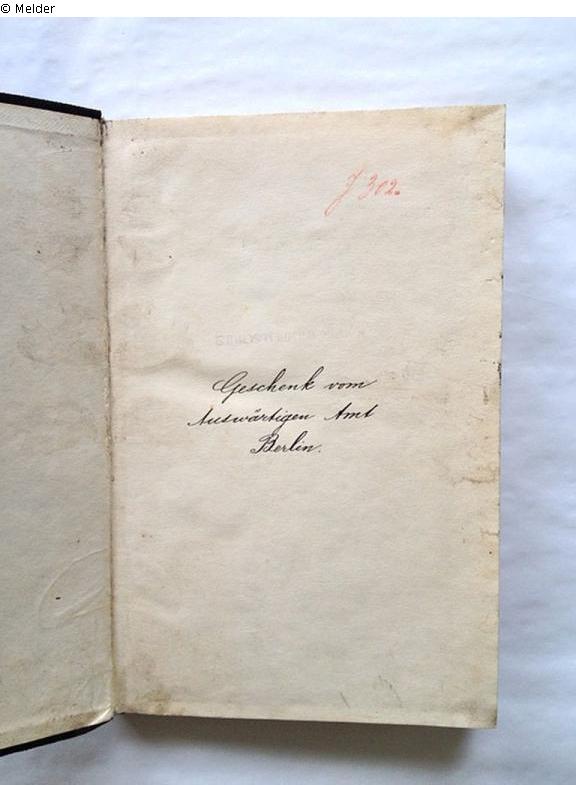 © Melder
J 302.
Geschenk vom
Auswärtigen Amt
Berlin.